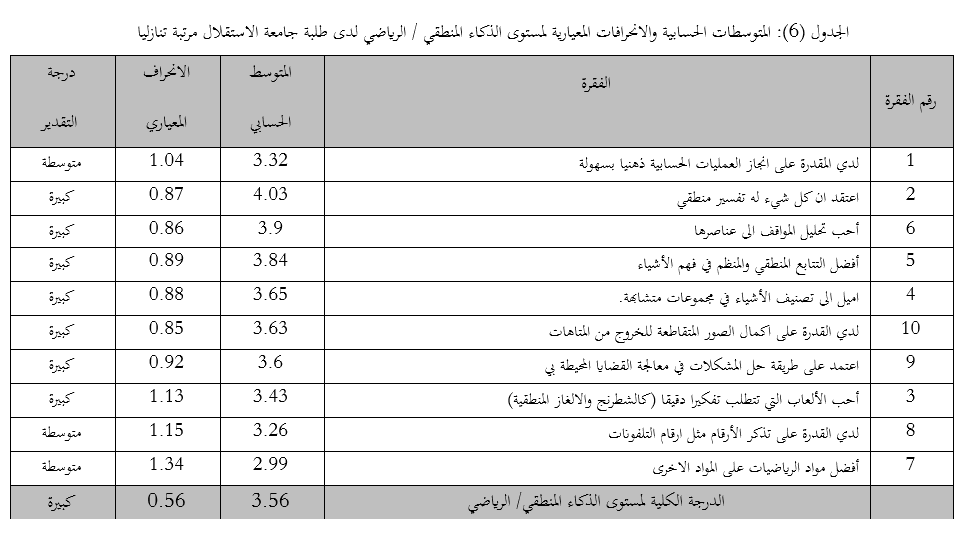 الجدول (6): المتوسطات الحسابية والانحرافات المعيارية لمستوى الذكاء المنطقي / الرياضي لدى طلبة جامعة الاستقلال مرتبة تنازليا
رقم الفقرة الفقرة المتوسط الحسابي الانحراف المعياري درجة التقدير
1 لدي المقدرة على انجاز العمليات الحسابية ذهنيا بسهولة 3.32 1.04 متوسطة
2 اعتقد ان كل شيء له تفسير منطقي 4.03 0.87 كبيرة
6 أحب تحليل المواقف الى عناصرها 3.9 0.86 كبيرة
5 أفضل التتابع المنطقي والمنظم في فهم الأشياء 3.84 0.89 كبيرة
4 اميل الى تصنيف الأشياء في مجموعات متشابهة. 3.65 0.88 كبيرة
10 لدي القدرة على اكمال الصور المتقاطعة للخروج من المتاهات 3.63 0.85 كبيرة
9 اعتمد على طريقة حل المشكلات في معالجة القضايا المحيطة بي 3.6 0.92 كبيرة
3 أحب الألعاب التي تتطلب تفكيرا دقيقا (كالشطرنج والالغاز المنطقية) 3.43 1.13 كبيرة
8 لدي القدرة على تذكر الأرقام مثل ارقام التلفونات 3.26 1.15 متوسطة
7 أفضل مواد الرياضيات على المواد الاخرى 2.99 1.34 متوسطة
الدرجة الكلية لمستوى الذكاء المنطقي/ الرياضي 3.56 0.56 كبيرة